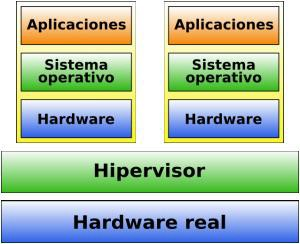 Aplicaciones
Sistema
operativo
Hardware
Aplicaciones
Sistema
operativo
Hardware
Hipervisor
Hardware real